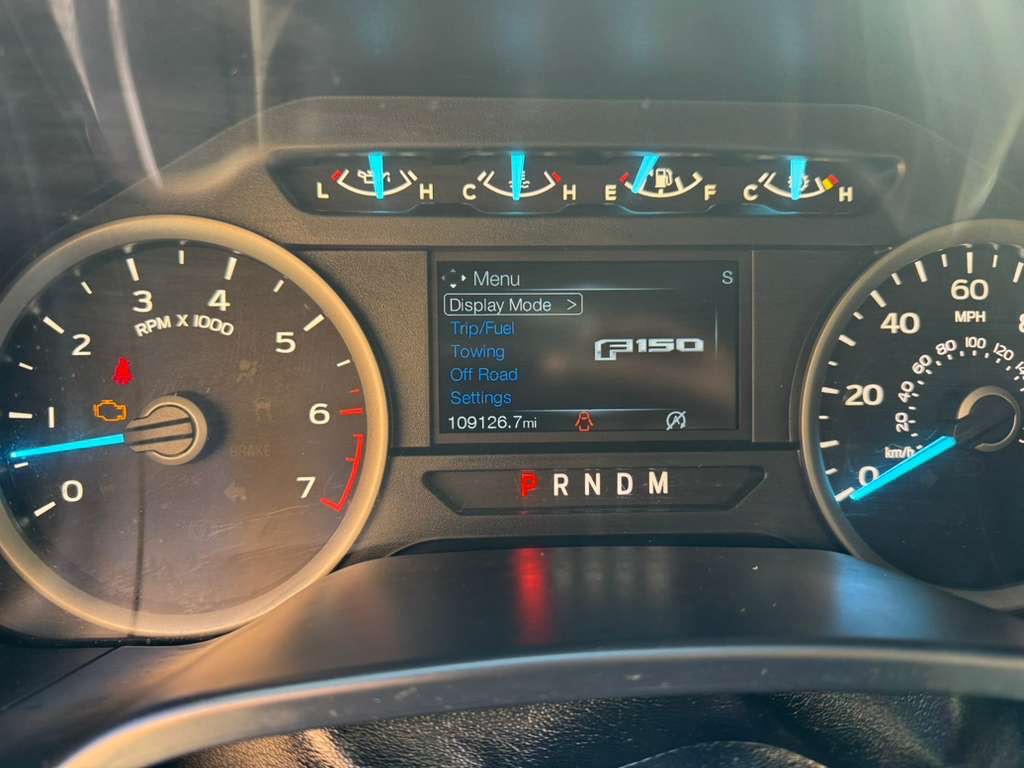 L H C H E F C H
Menu S
Display Mode >
Trip/Fuel
Towing
Off Road
Settings
F150
109126.7mi
P R N D M
0 1 2 3 4 5 6 7
RPM X 1000
BRAKE
0 20 40 60 8
MPH
20 40 60 80 100 120
km/h